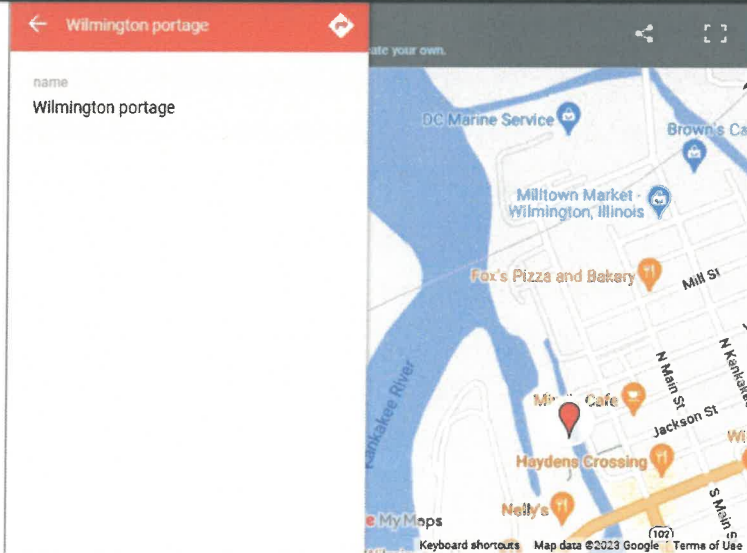 Wilmington portage
name
Wilmington portage
ate your own.
DC Marine Service
Brown's Ca
Milltown Market -
Wilmington, Illinois
Fox's Pizza and Bakery
Mill St
N Kankake
N Main St
Kankakee River
Cafe
Jackson St
Wi
Haydens Crossing
Nelly's
S Main S
e My Maps
102
Keyboard shortcuts Map data ©2023 Google Terms of Use